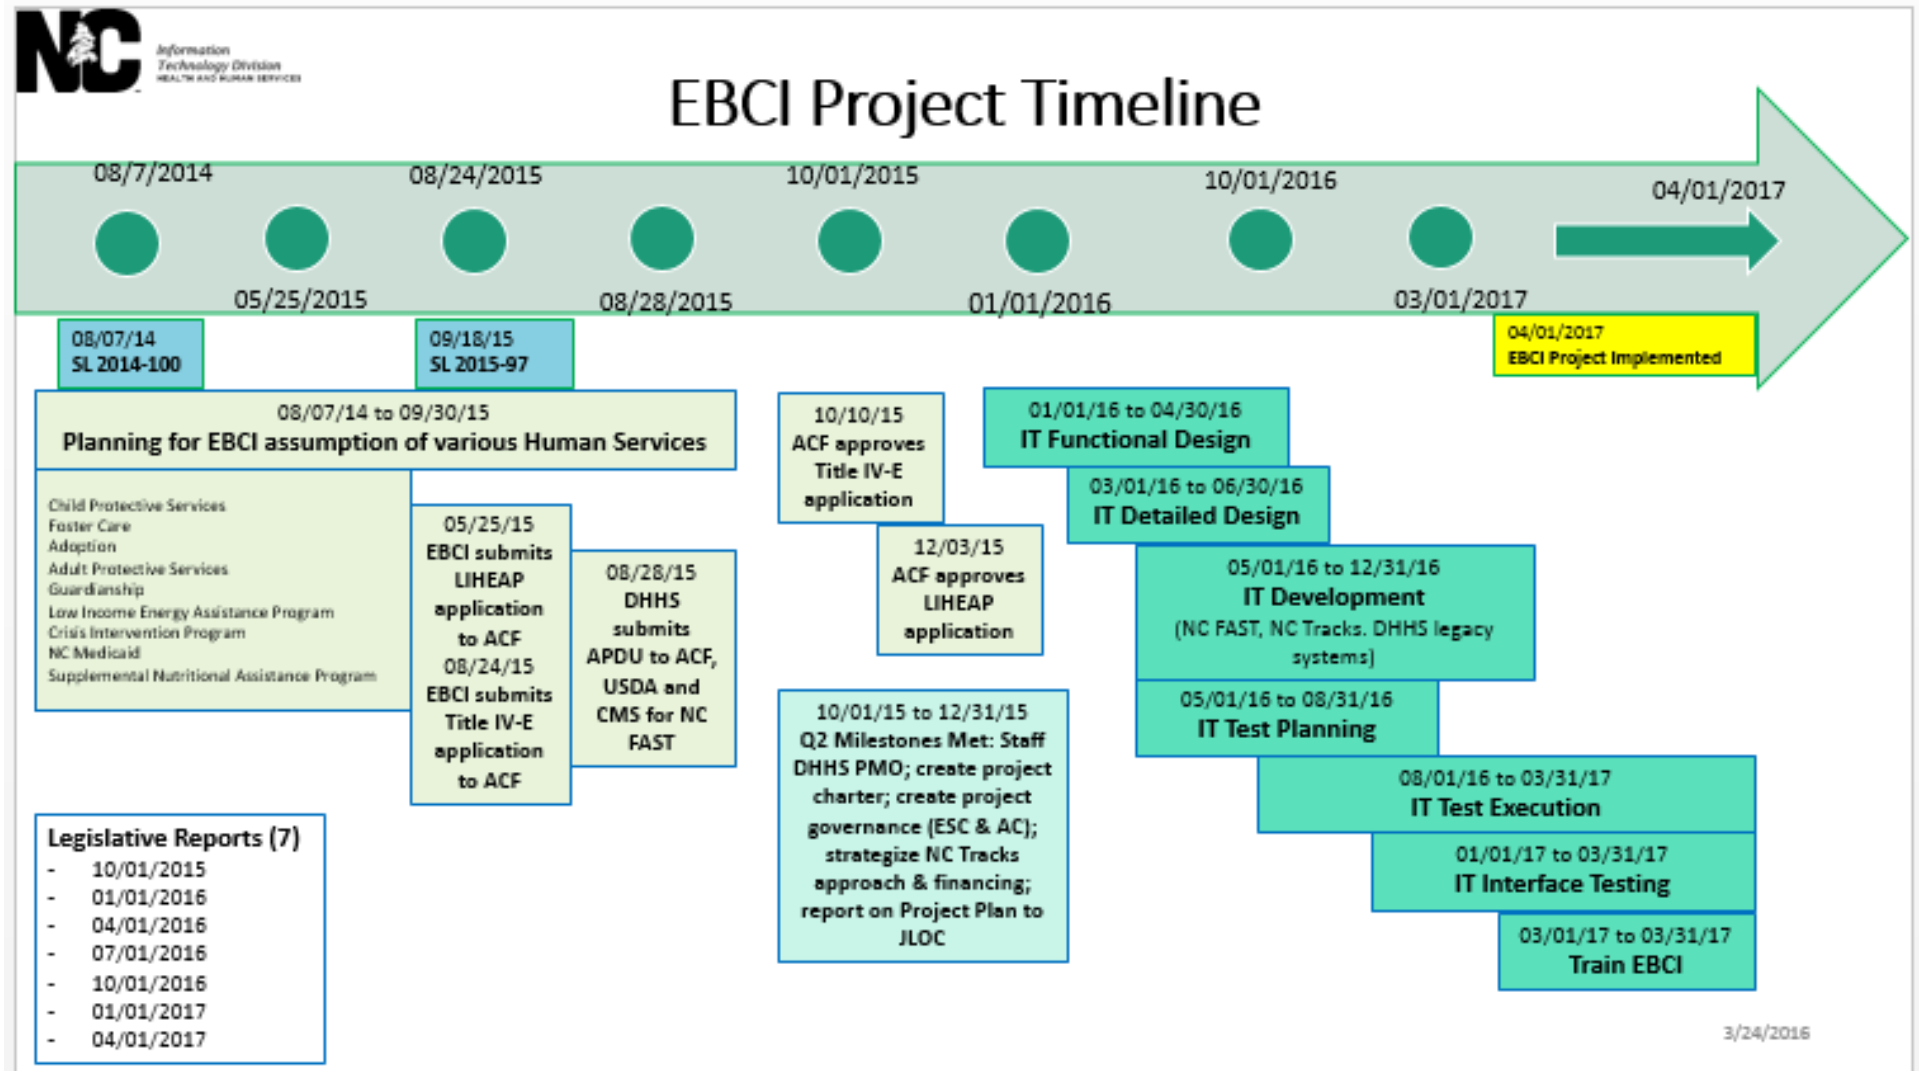 NC
Information
Technology Division
HEALTH AND HUMAN SERVICES
EBCI Project Timeline
08/7/2014
08/24/2015
10/01/2015
10/01/2016
04/01/2017
05/25/2015
08/28/2015
01/01/2016
03/01/2017
08/07/14
SL 2014-100
09/18/15
SL 2015-97
04/01/2017
EBCI Project Implemented
08/07/14 to 09/30/15
Planning for EBCI assumption of various Human Services
Child Protective Services
Foster Care
Adoption
Adult Protective Services
Guardianship
Low Income Energy Assistance Program
Crisis Intervention Program
NC Medicaid
Supplemental Nutritional Assistance Program
05/25/15
EBCI submits
LIHEAP
application
to ACF
08/24/15
EBCI submits
Title IV-E
application
to ACF
08/28/15
DHHS
submits
APDU to ACF,
USDA and
CMS for NC
FAST
10/10/15
ACF approves
Title IV-E
application
12/03/15
ACF approves
LIHEAP
application
10/01/15 to 12/31/15
Q2 Milestones Met: Staff
DHHS PMO; create project
charter; create project
governance (ESC & AC);
strategize NC Tracks
approach & financing;
report on Project Plan to
JLOC
01/01/16 to 04/30/16
IT Functional Design
03/01/16 to 06/30/16
IT Detailed Design
05/01/16 to 12/31/16
IT Development
(NC FAST, NC Tracks. DHHS legacy
systems)
05/01/16 to 08/31/16
IT Test Planning
08/01/16 to 03/31/17
IT Test Execution
01/01/17 to 03/31/17
IT Interface Testing
03/01/17 to 03/31/17
Train EBCI
Legislative Reports (7)
- 10/01/2015
- 01/01/2016
- 04/01/2016
- 07/01/2016
- 10/01/2016
- 01/01/2017
- 04/01/2017
3/24/2016